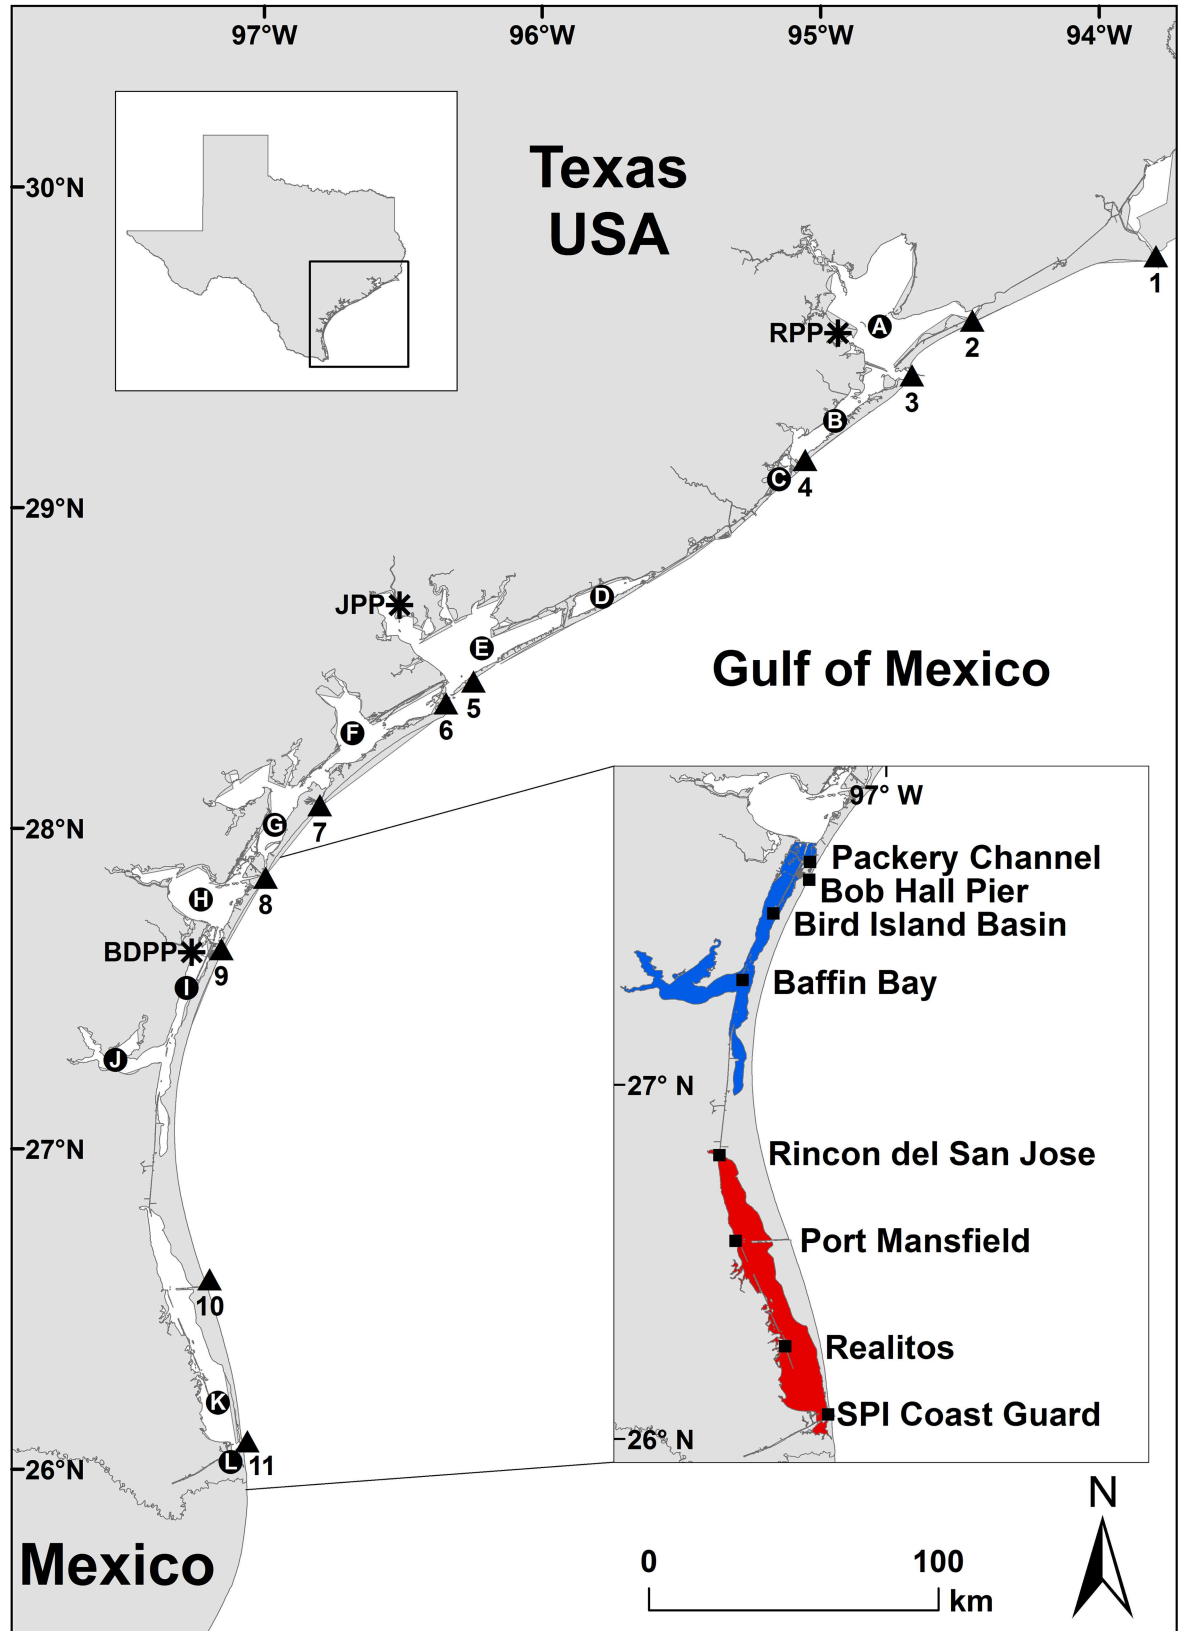 97°W
96°W
95°W
94°W
Texas
USA
30°N
1
A
RPP
2
3
B
C
4
29°N
D
JPP
E
Gulf of Mexico
5
6
F
97° W
7
G
28°N
Packery Channel
8
Bob Hall Pier
H
Bird Island Basin
BDPP
9
I
Baffin Bay
J
27° N
27°N
Rincon del San Jose
Port Mansfield
10
Realitos
K
SPI Coast Guard
26° N
L
11
26°N
N
Mexico
0
100
km